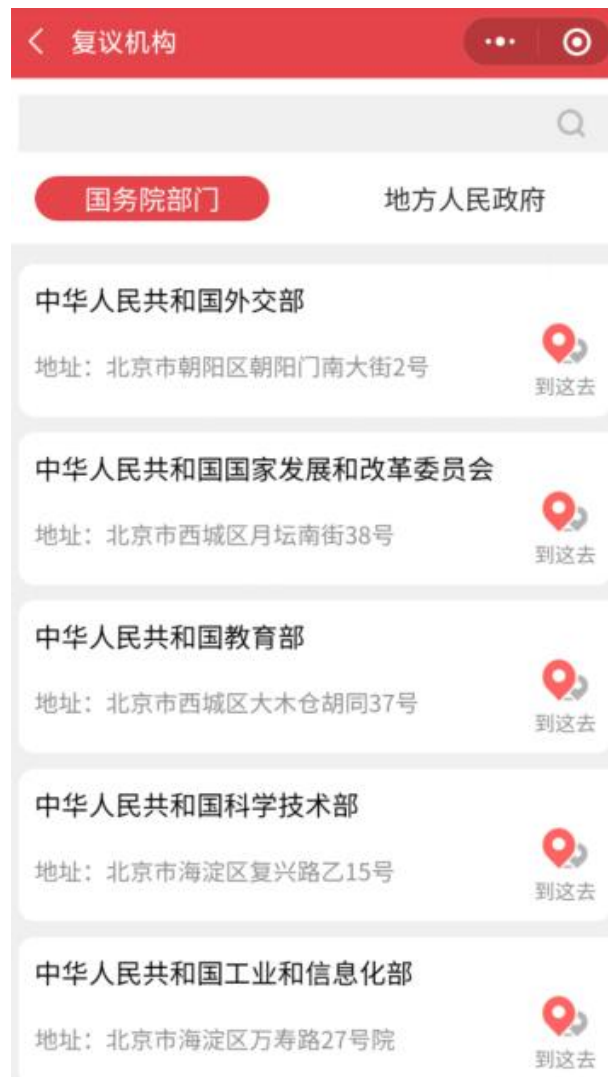 复议机构
国务院部门
地方人民政府
中华人民共和国外交部
地址：北京市朝阳区朝阳门南大街2号
到这去
中华人民共和国国家发展和改革委员会
地址：北京市西城区月坛南街38号
到这去
中华人民共和国教育部
地址：北京市西城区大木仓胡同37号
到这去
中华人民共和国科学技术部
地址：北京市海淀区复兴路乙15号
到这去
中华人民共和国工业和信息化部
地址：北京市海淀区万寿路27号院
到这去